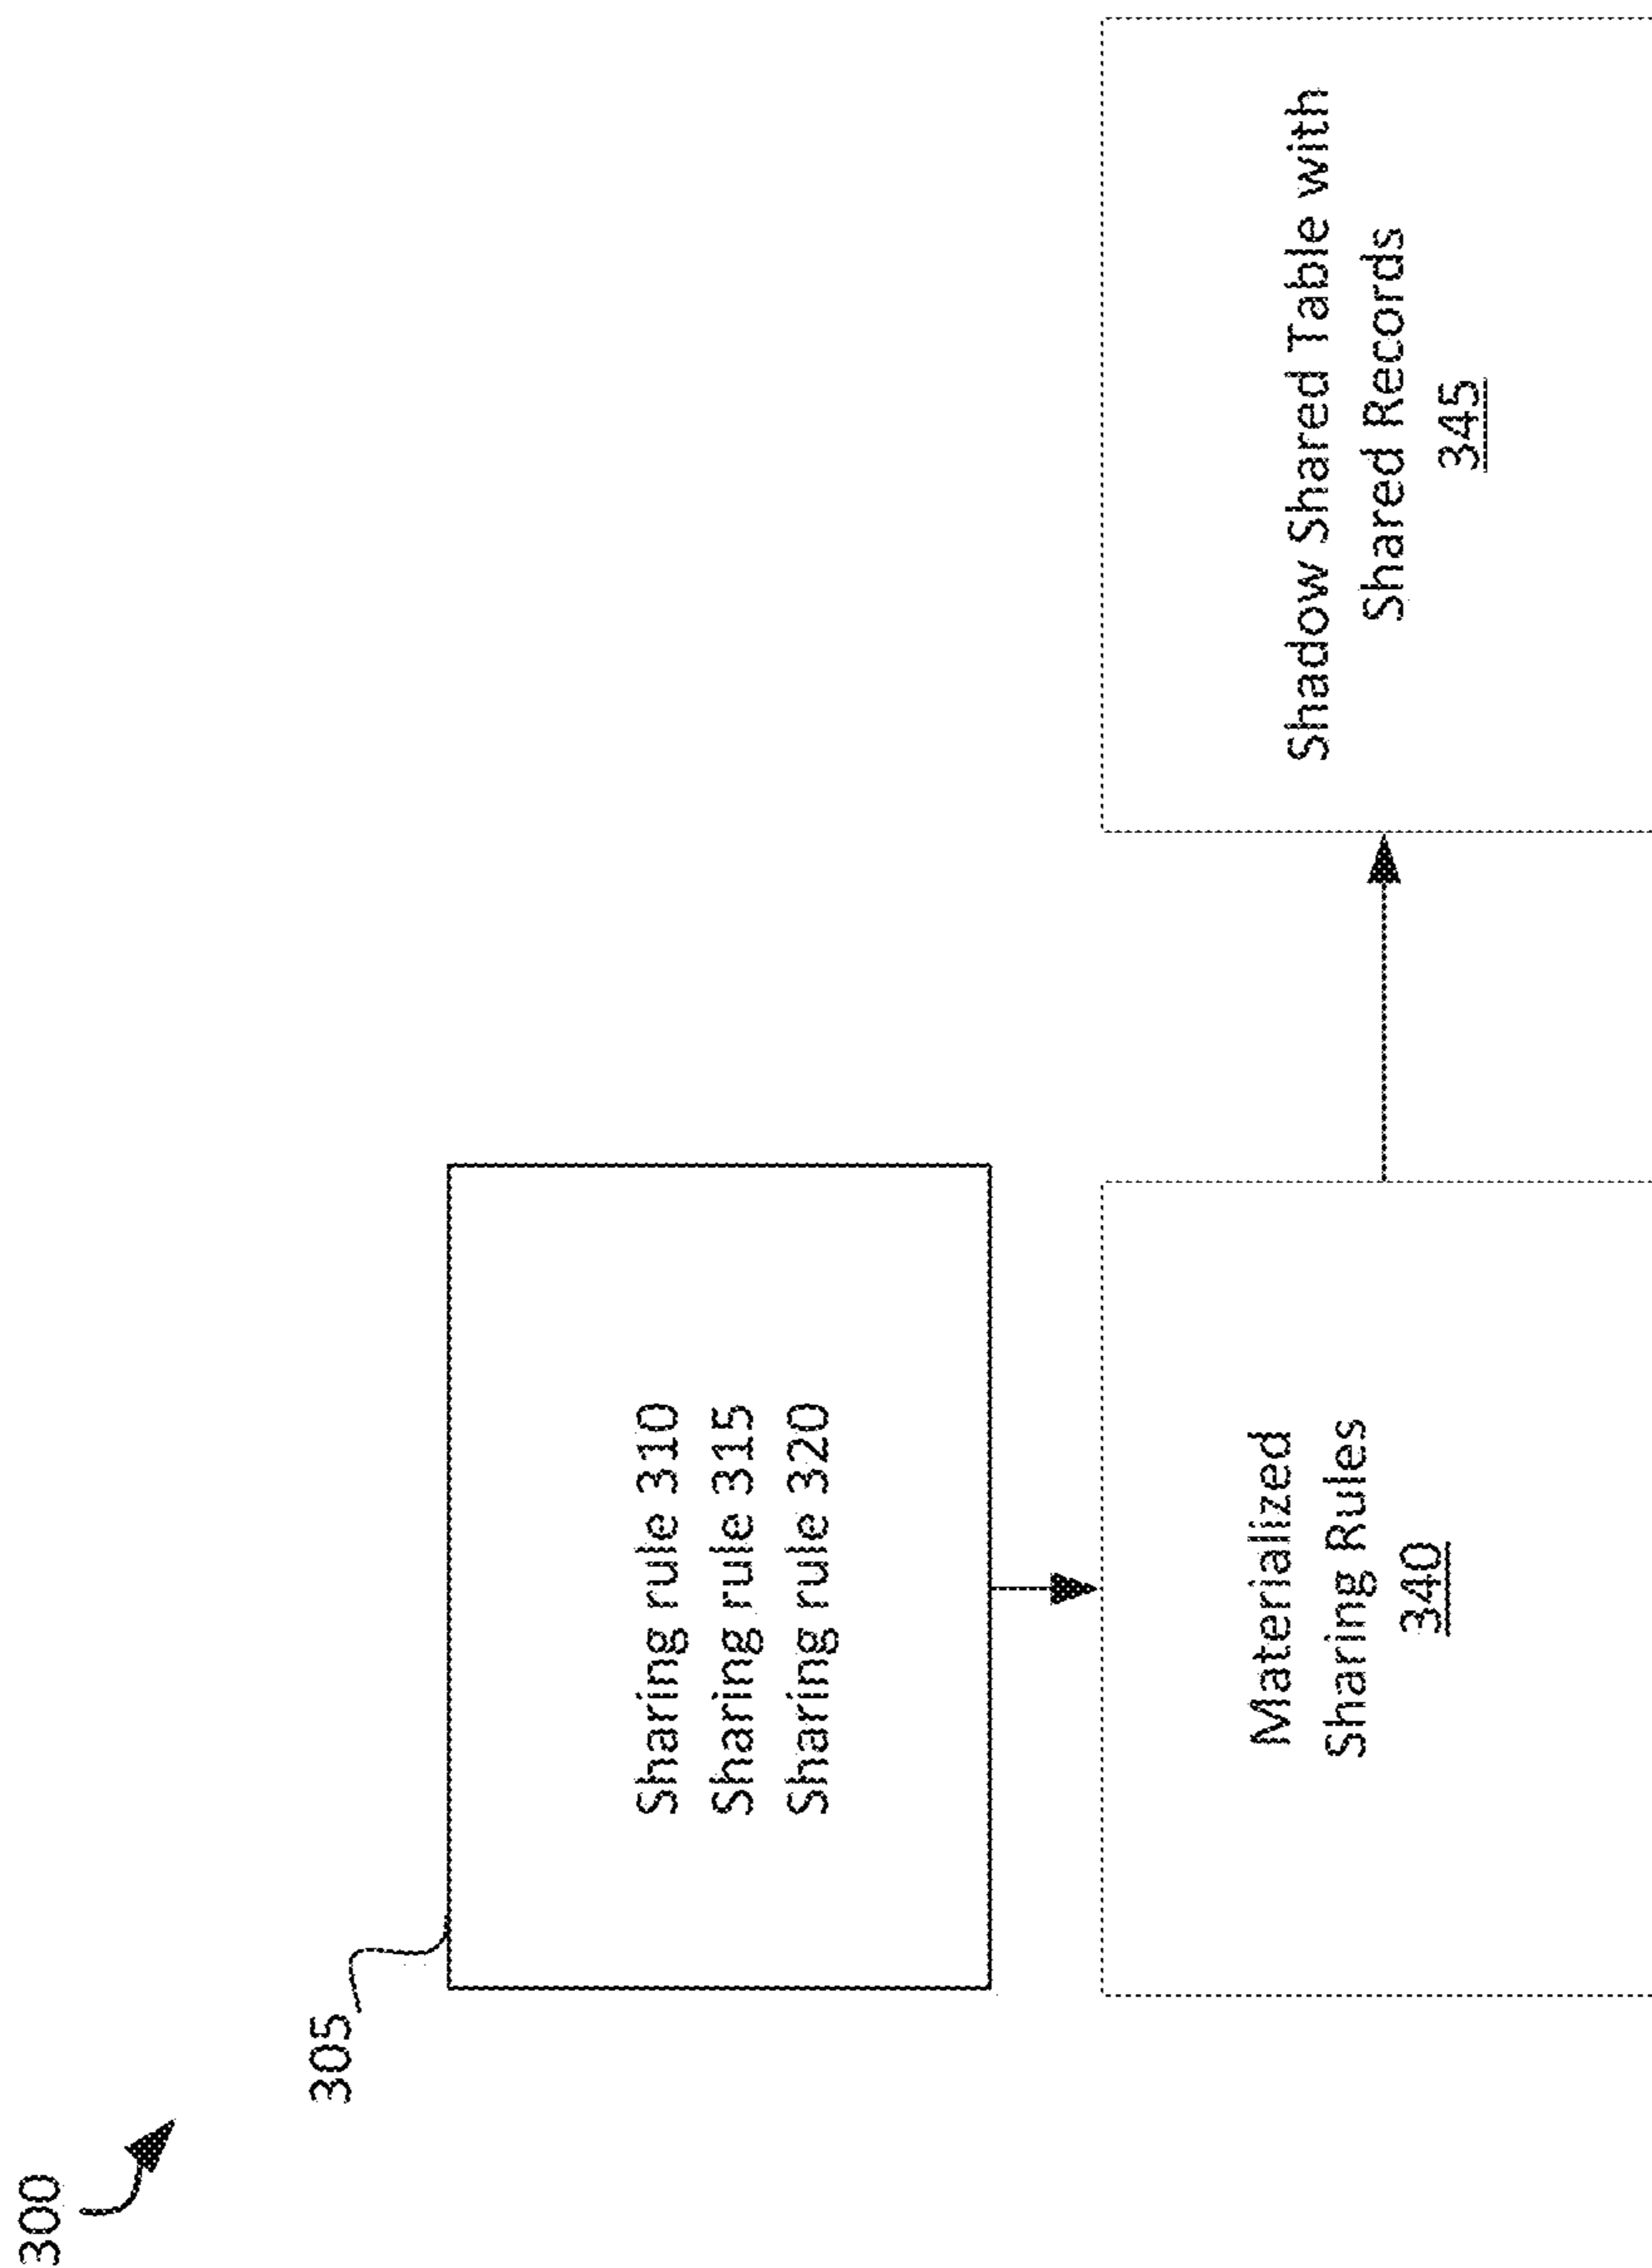 300
305
Sharing rule 310
Sharing rule 315
Sharing rule 320
Materialized
Sharing Rules
340
Shadow Shared Table with
Shared Records
345